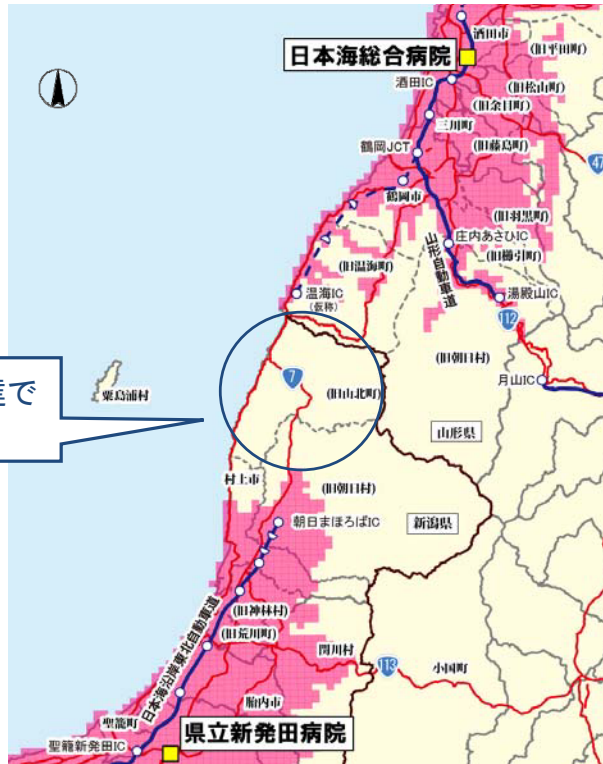 酒田市
日本海総合病院
(旧平田町)
酒田IC
(旧松山町)
(旧余目町)
三川町
鶴岡JCT
(旧藤島町)
47
鶴岡市
(旧羽黒町)
庄内あさひIC
(旧温海町)
(旧櫛引町)
山形自動車道
温海IC
(仮称)
湯殿山IC
112
(旧朝日村)
7
月山IC
粟島浦村
(旧山北町)
で
山形県
村上市
(旧朝日村)
朝日まほろばIC
新潟県
(旧神林村)
(旧荒川町)
日本海沿岸東北自動車道
関川村
113
小国町
聖籠町
胎内市
県立新発田病院
聖籠新発田IC